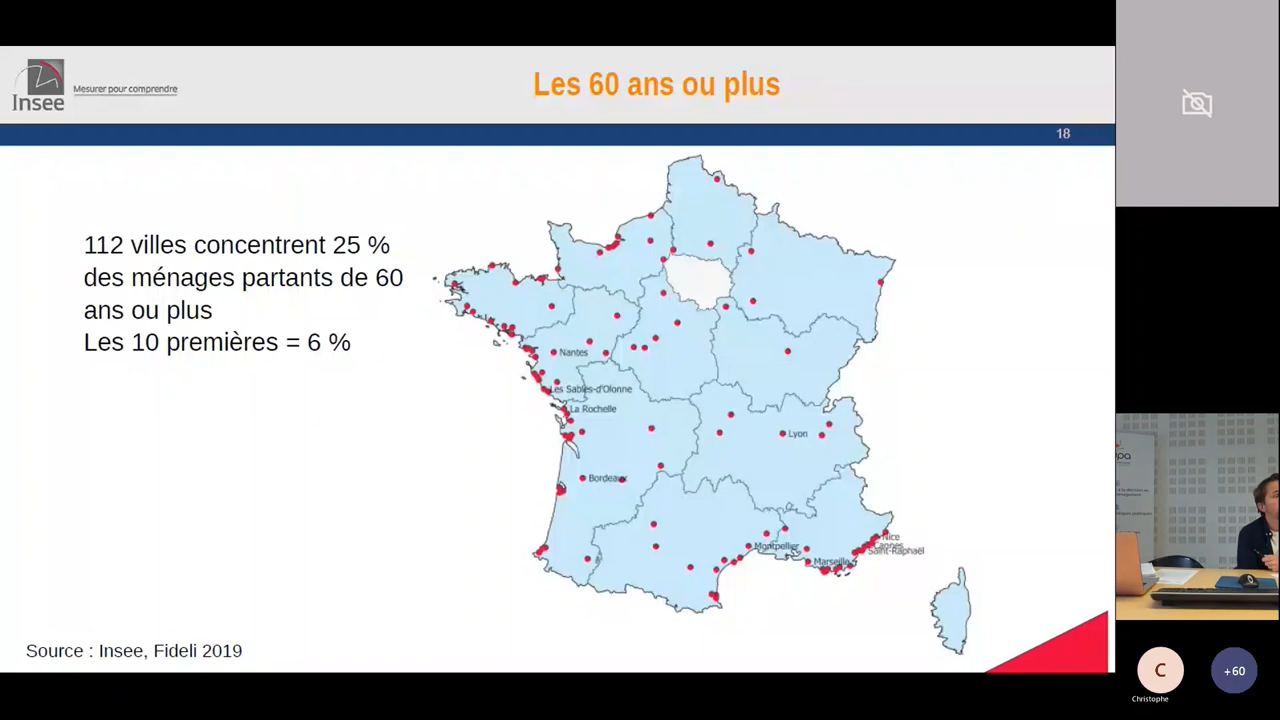 Insee
Mesurer pour comprendre
Les 60 ans ou plus
18
112 villes concentrent 25 %
des ménages partants de 60
ans ou plus
Les 10 premières = 6 %
Nantes
Les Sables-d'Olonne
La Rochelle
Lyon
Bordeaux
Montpellier
Marseille
Nice
Cannes
Saint-Raphaël
Source : Insee, Fideli 2019
C
+60
Christophe